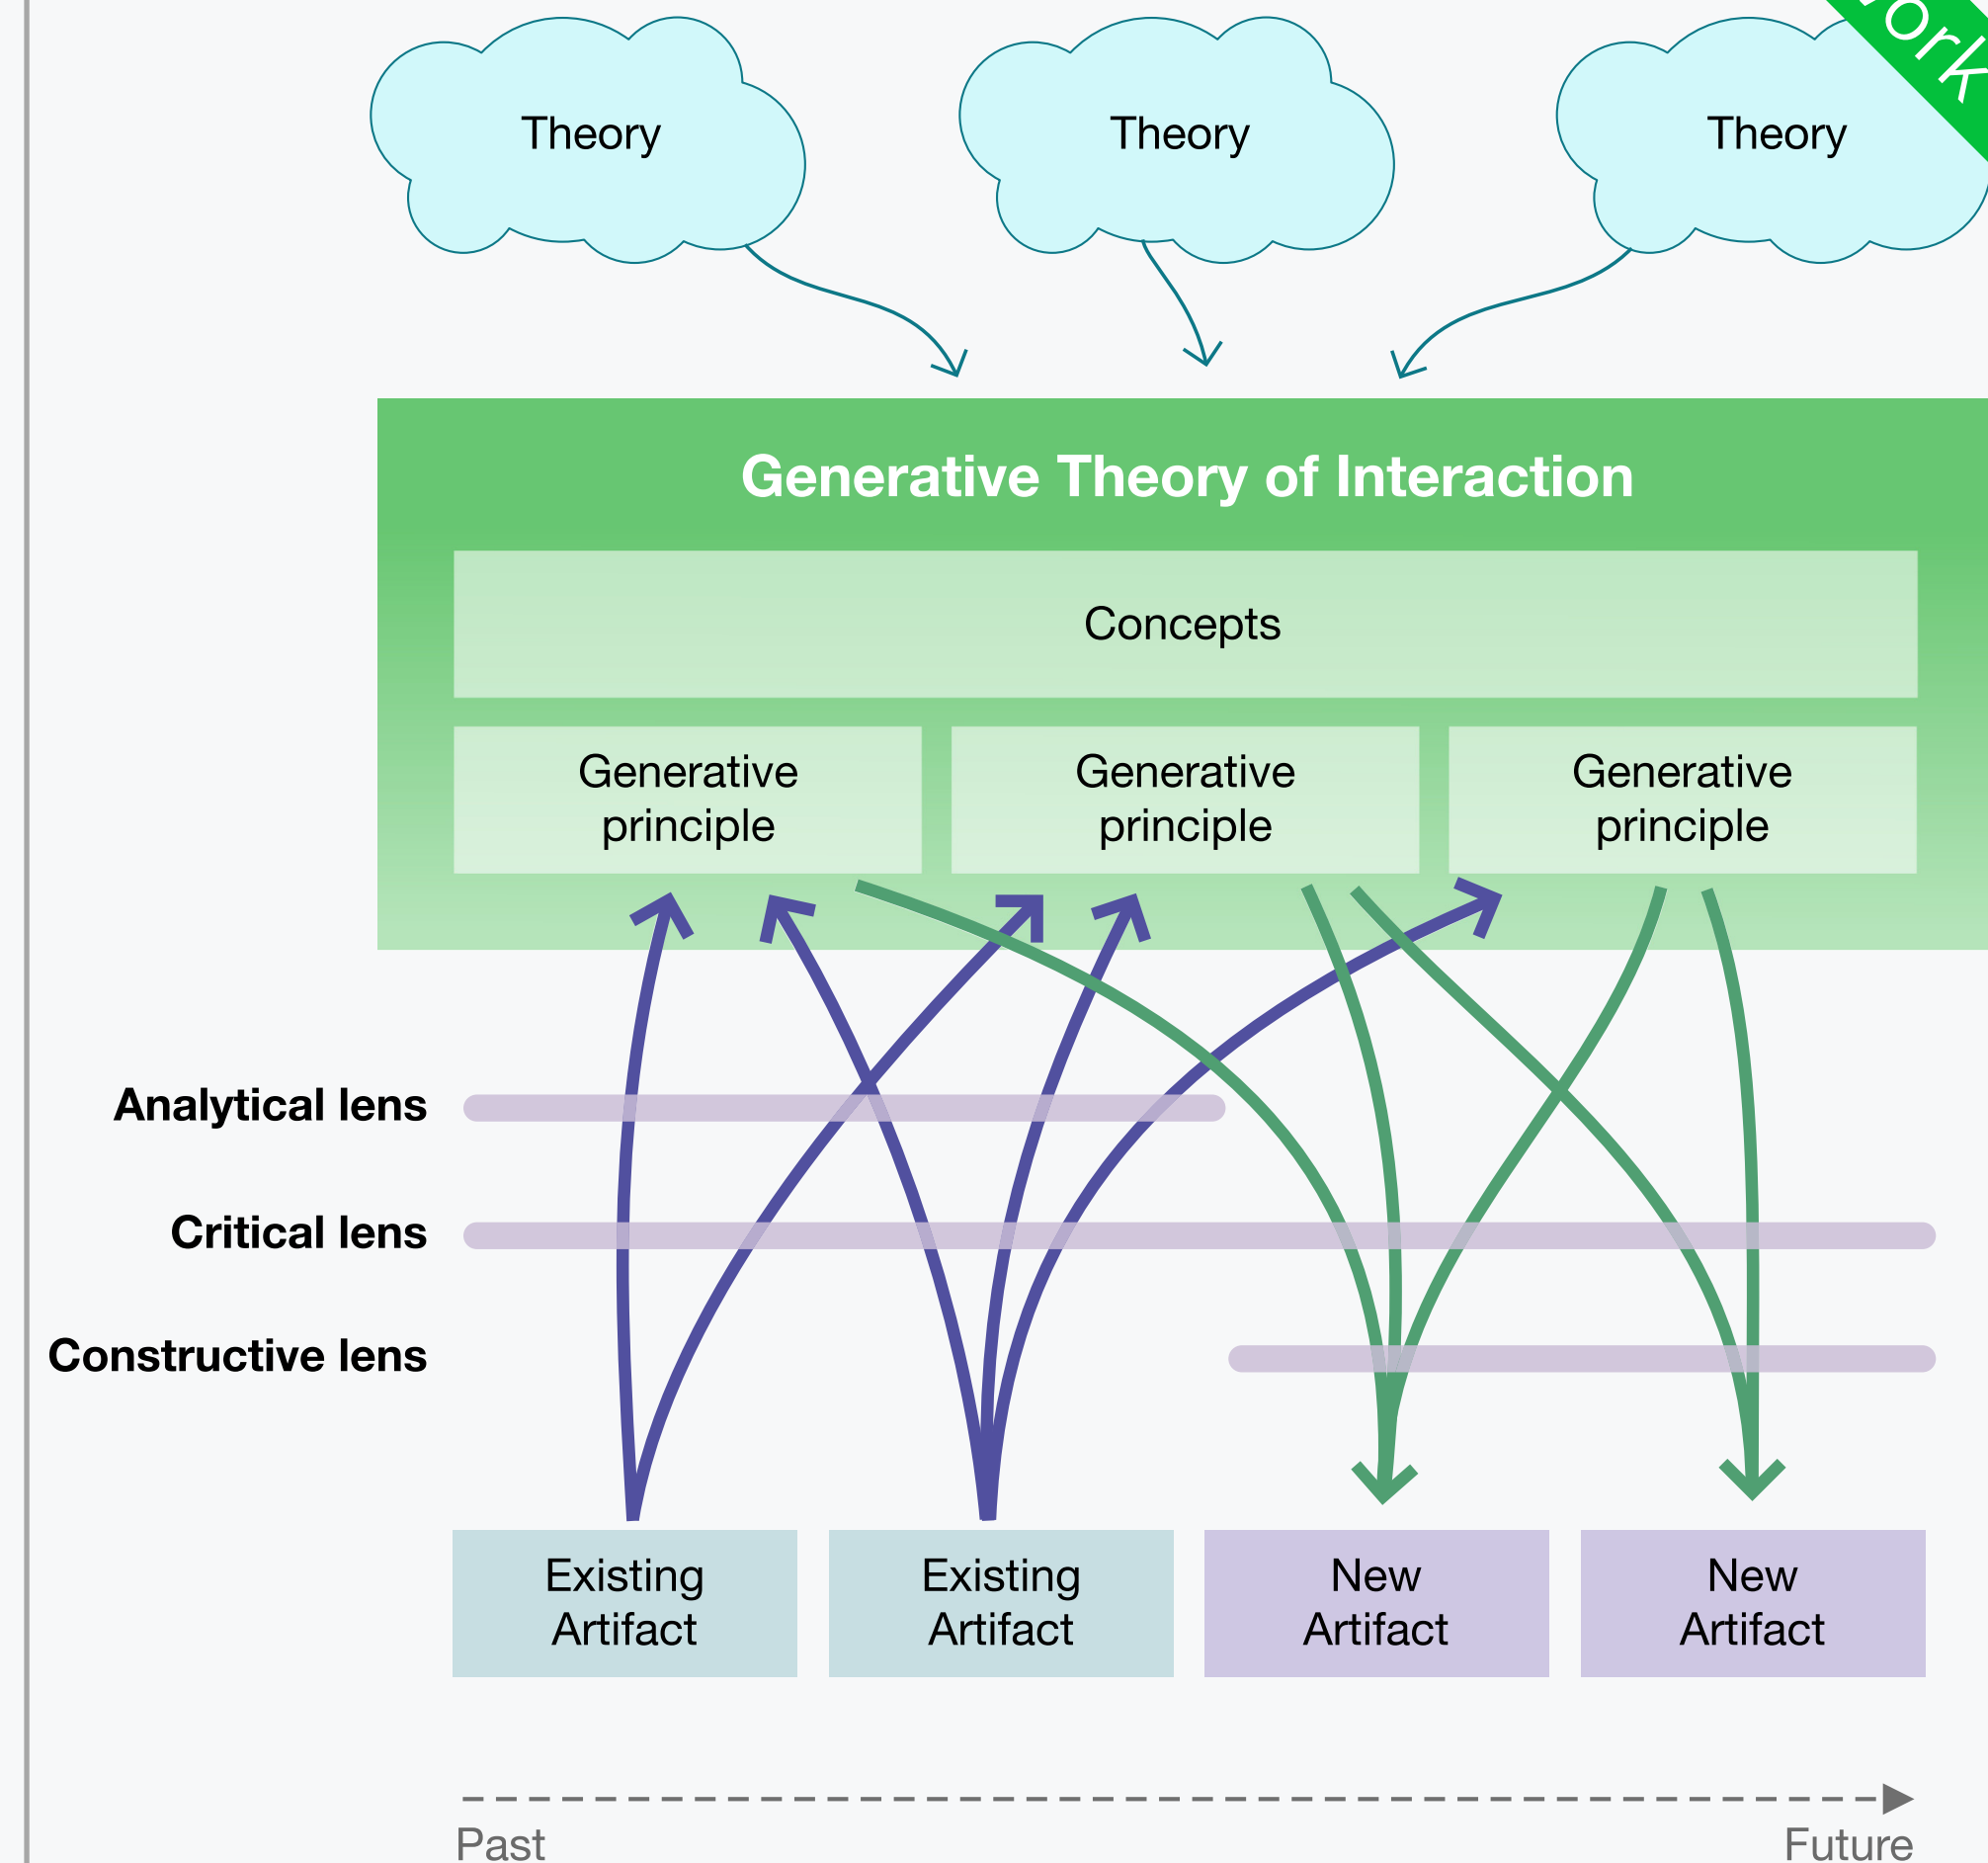 ork
Theory
Theory
Theory
Generative Theory of Interaction
Concepts
Generative
principle
Generative
principle
Generative
principle
Analytical lens
Critical lens
Constructive lens
Existing
Artifact
Existing
Artifact
New
Artifact
New
Artifact
Past
Future